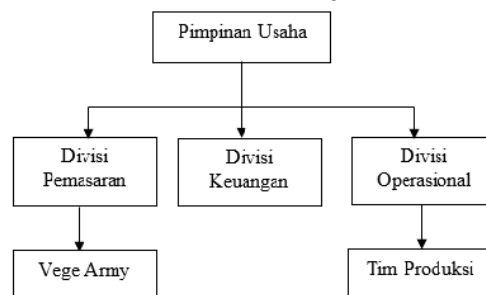 Pimpinan Usaha
Divisi
Pemasaran
Divisi
Keuangan
Divisi
Operasional
Vege Army
Tim Produksi